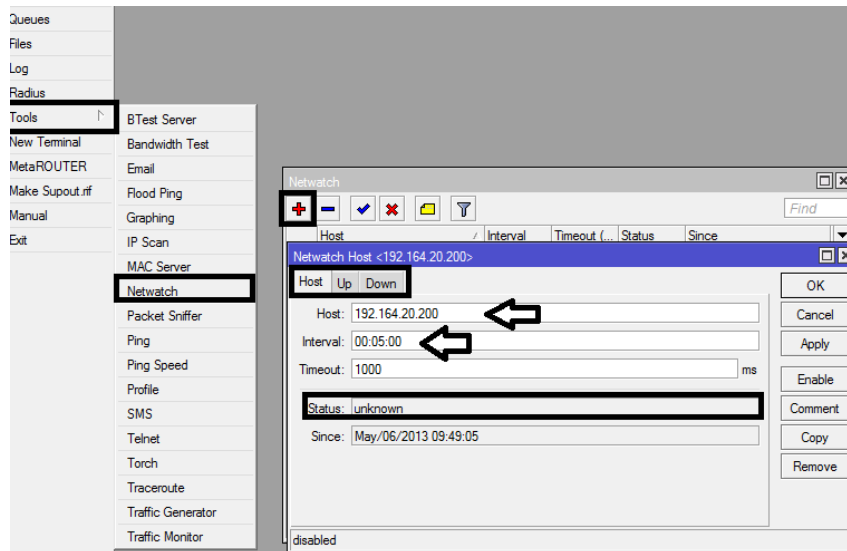 Queues
Files
Log
Radius
Tools
New Terminal
MetaROUTER
Make Supout.rif
Manual
Exit
BTest Server
Bandwidth Test
Email
Flood Ping
Graphing
IP Scan
MAC Server
Netwatch
Packet Sniffer
Ping
Ping Speed
Profile
SMS
Telnet
Torch
Traceroute
Traffic Generator
Traffic Monitor
Netwatch
Find
Host Interval Timeout (... Status Since
Netwatch Host <192.164.20.200>
Host Up Down
Host: 192.164.20.200
Interval: 00:05:00
Timeout: 1000 ms
Status: unknown
Since: May/06/2013 09:49:05
OK
Cancel
Apply
Enable
Comment
Copy
Remove
disabled